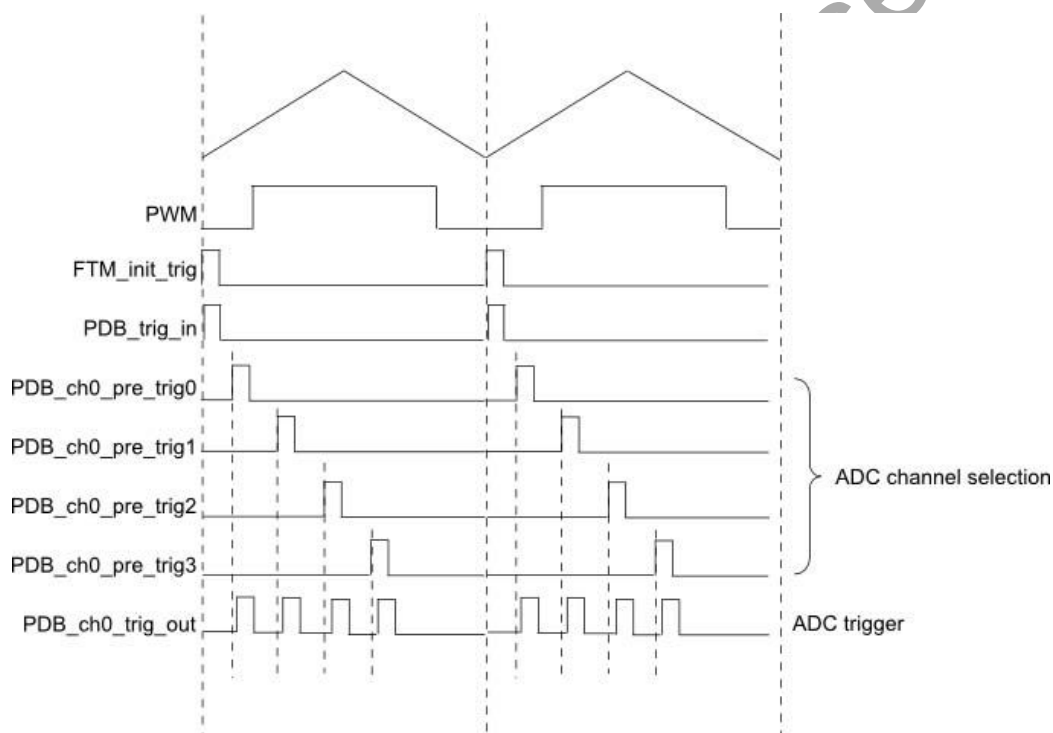 PWM
FTM_init_trig
PDB_trig_in
PDB_ch0_pre_trig0
PDB_ch0_pre_trig1
PDB_ch0_pre_trig2
PDB_ch0_pre_trig3
ADC channel selection
PDB_ch0_trig_out
ADC trigger